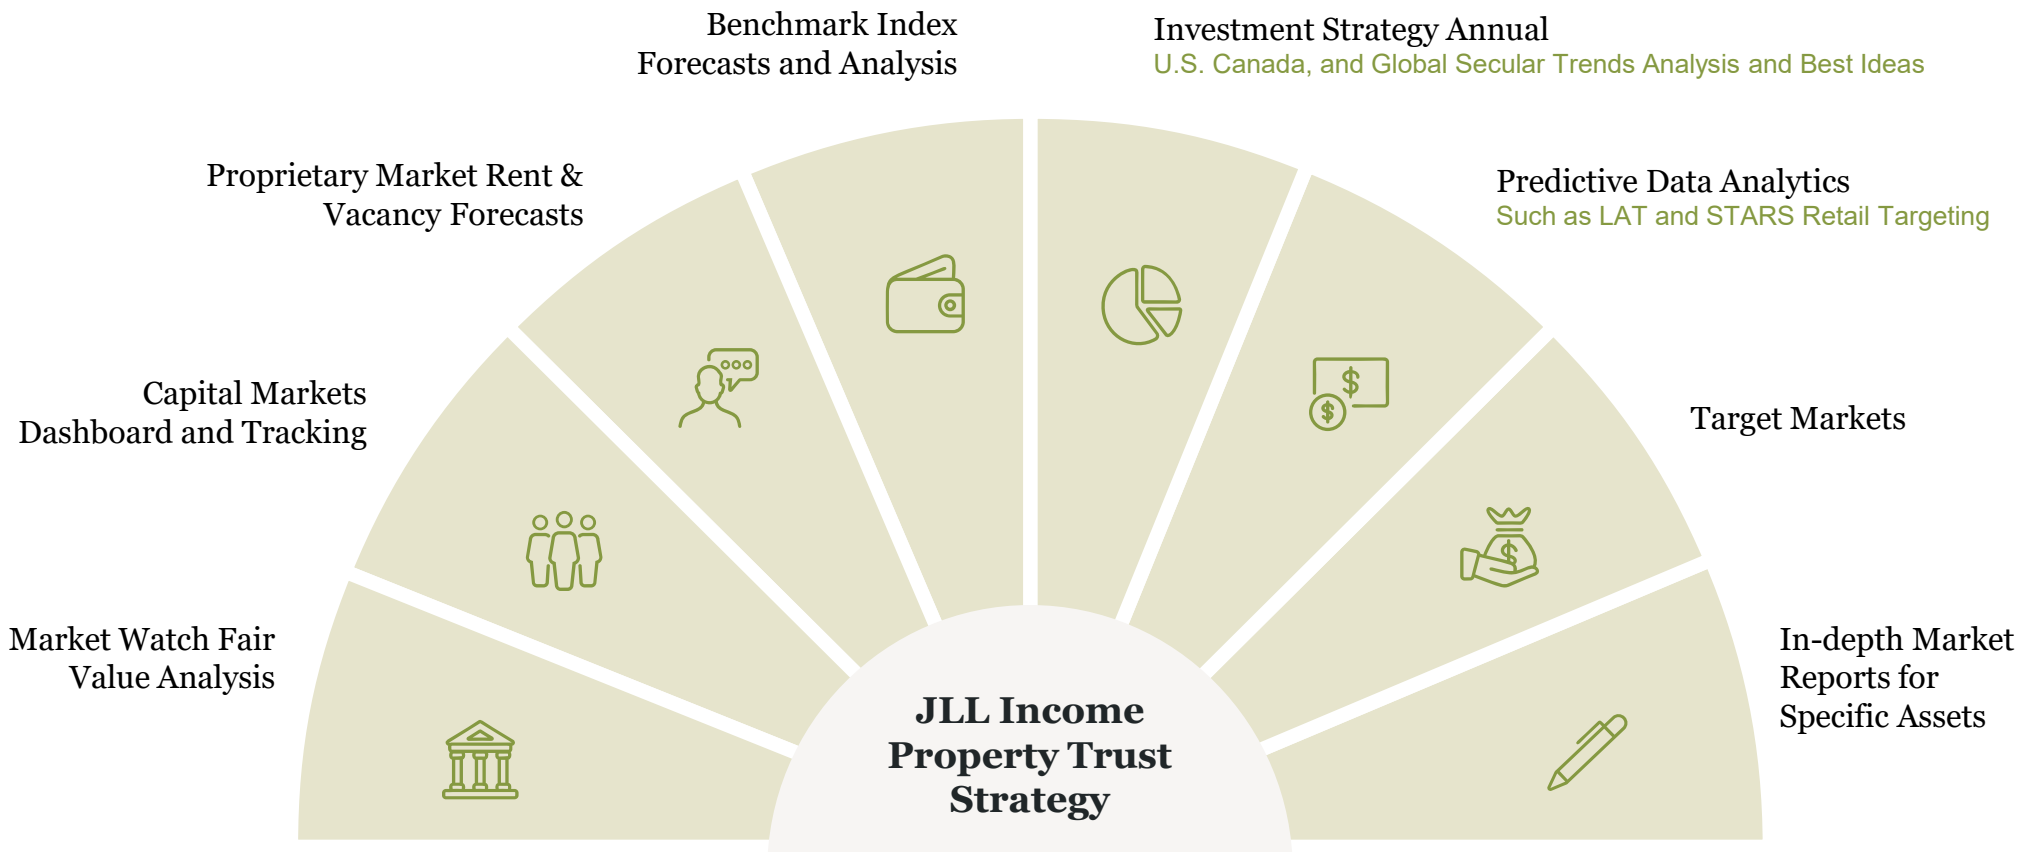 Benchmark Index
Forecasts and Analysis
Investment Strategy Annual
U.S. Canada, and Global Secular Trends Analysis and Best Ideas
Proprietary Market Rent &
Vacancy Forecasts
Predictive Data Analytics
Such as LAT and STARS Retail Targeting
Capital Markets
Dashboard and Tracking
Target Markets
Market Watch Fair
Value Analysis
In-depth Market
Reports for
Specific Assets
JLL Income
Property Trust
Strategy